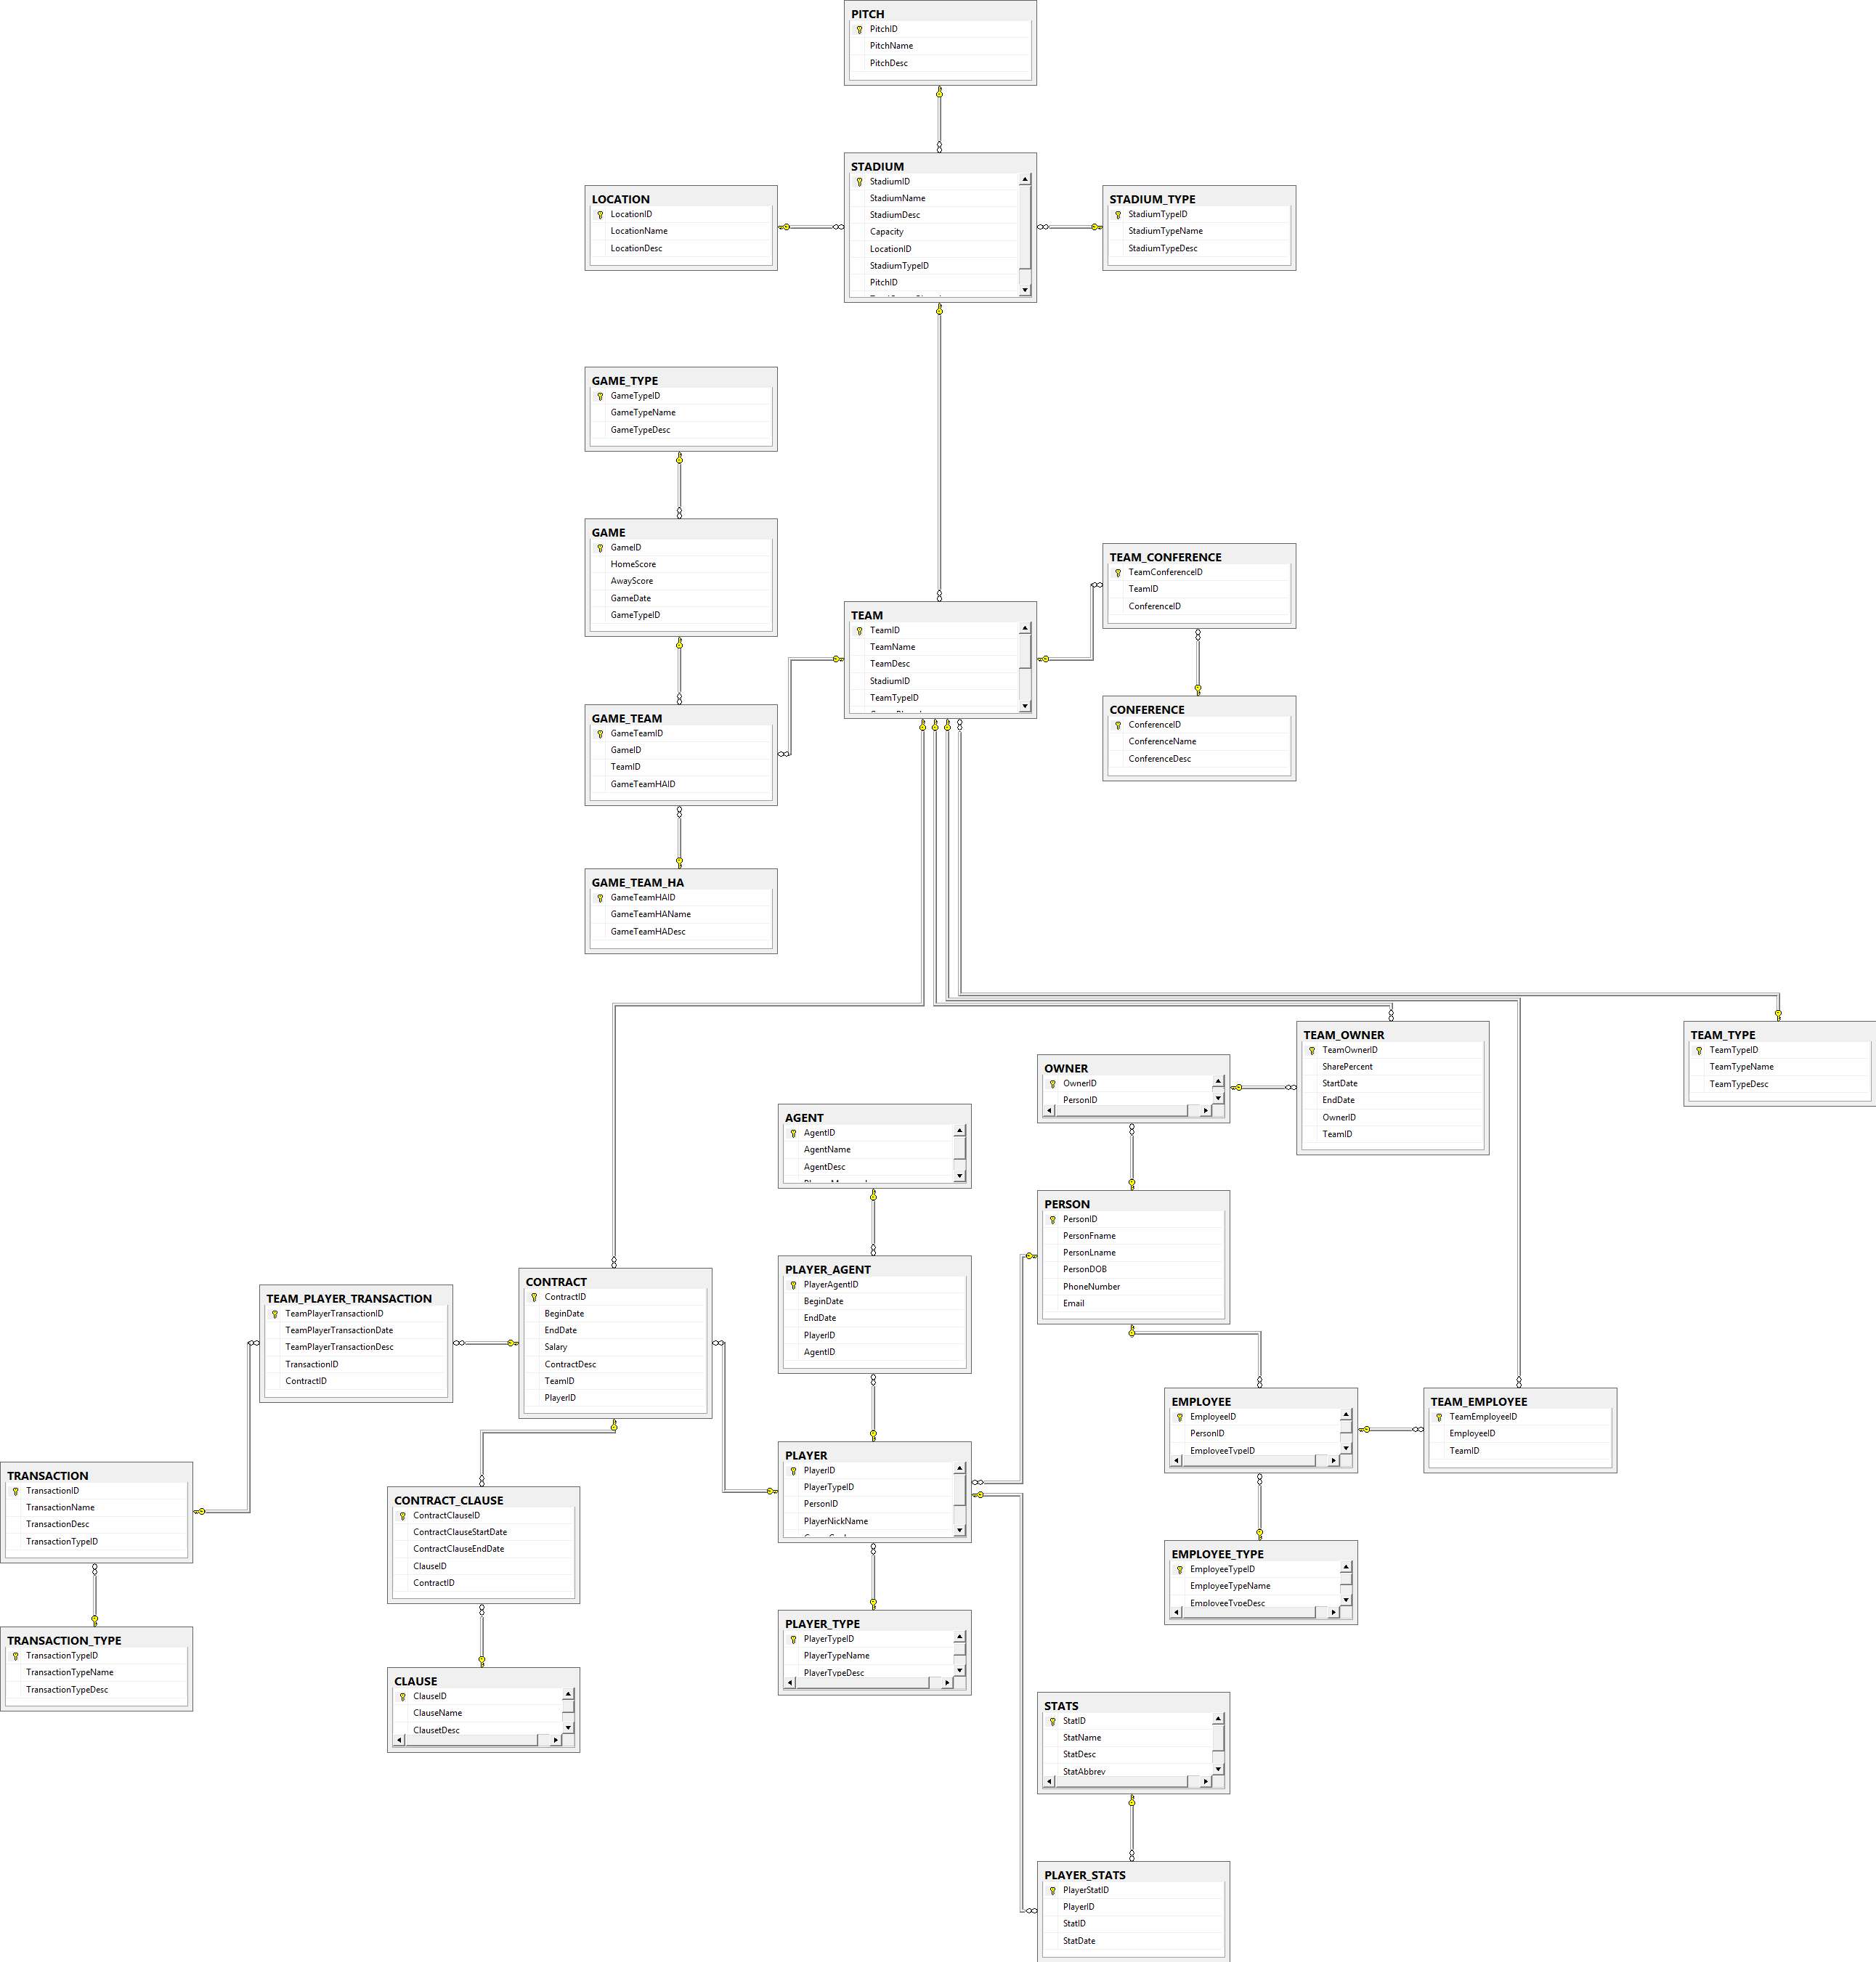 PITCH
PitchID
PitchName
PitchDesc
STADIUM
StadiumID
StadiumName
StadiumDesc
Capacity
LocationID
StadiumTypeID
PitchID
LOCATION
LocationID
LocationName
LocationDesc
STADIUM_TYPE
StadiumTypeID
StadiumTypeName
StadiumTypeDesc
GAME_TYPE
GameTypeID
GameTypeName
GameTypeDesc
GAME
GameID
HomeScore
AwayScore
GameDate
GameTypeID
TEAM_CONFERENCE
TeamConferenceID
TeamID
ConferenceID
TEAM
TeamID
TeamName
TeamDesc
StadiumID
TeamTypeID
CONFERENCE
ConferenceID
ConferenceName
ConferenceDesc
GAME_TEAM
GameTeamID
GameID
TeamID
GameTeamHAID
GAME_TEAM_HA
GameTeamHAID
GameTeamHAName
GameTeamHADesc
TEAM_OWNER
TeamOwnerID
SharePercent
StartDate
EndDate
OwnerID
TeamID
TEAM_TYPE
TeamTypeID
TeamTypeName
TeamTypeDesc
OWNER
OwnerID
PersonID
AGENT
AgentID
AgentName
AgentDesc
PERSON
PersonID
PersonFname
PersonLname
PersonDOB
PhoneNumber
Email
PLAYER_AGENT
PlayerAgentID
BeginDate
EndDate
PlayerID
AgentID
CONTRACT
ContractID
BeginDate
EndDate
Salary
ContractDesc
TeamID
PlayerID
TEAM_PLAYER_TRANSACTION
TeamPlayerTransactionID
TeamPlayerTransactionDate
TeamPlayerTransactionDesc
TransactionID
ContractID
EMPLOYEE
EmployeeID
PersonID
EmployeeTypeID
TEAM_EMPLOYEE
TeamEmployeeID
EmployeeID
TeamID
PLAYER
PlayerID
PlayerTypeID
PersonID
PlayerNickName
TRANSACTION
TransactionID
TransactionName
TransactionDesc
TransactionTypeID
CONTRACT_CLAUSE
ContractClauseID
ContractClauseStartDate
ContractClauseEndDate
ClauseID
ContractID
EMPLOYEE_TYPE
EmployeeTypeID
EmployeeTypeName
EmployeeTypeDesc
PLAYER_TYPE
PlayerTypeID
PlayerTypeName
PlayerTypeDesc
TRANSACTION_TYPE
TransactionTypeID
TransactionTypeName
TransactionTypeDesc
CLAUSE
ClauseID
ClauseName
ClausetDesc
STATS
StatID
StatName
StatDesc
StatAbbrev
PLAYER_STATS
PlayerStatID
PlayerID
StatID
StatDate